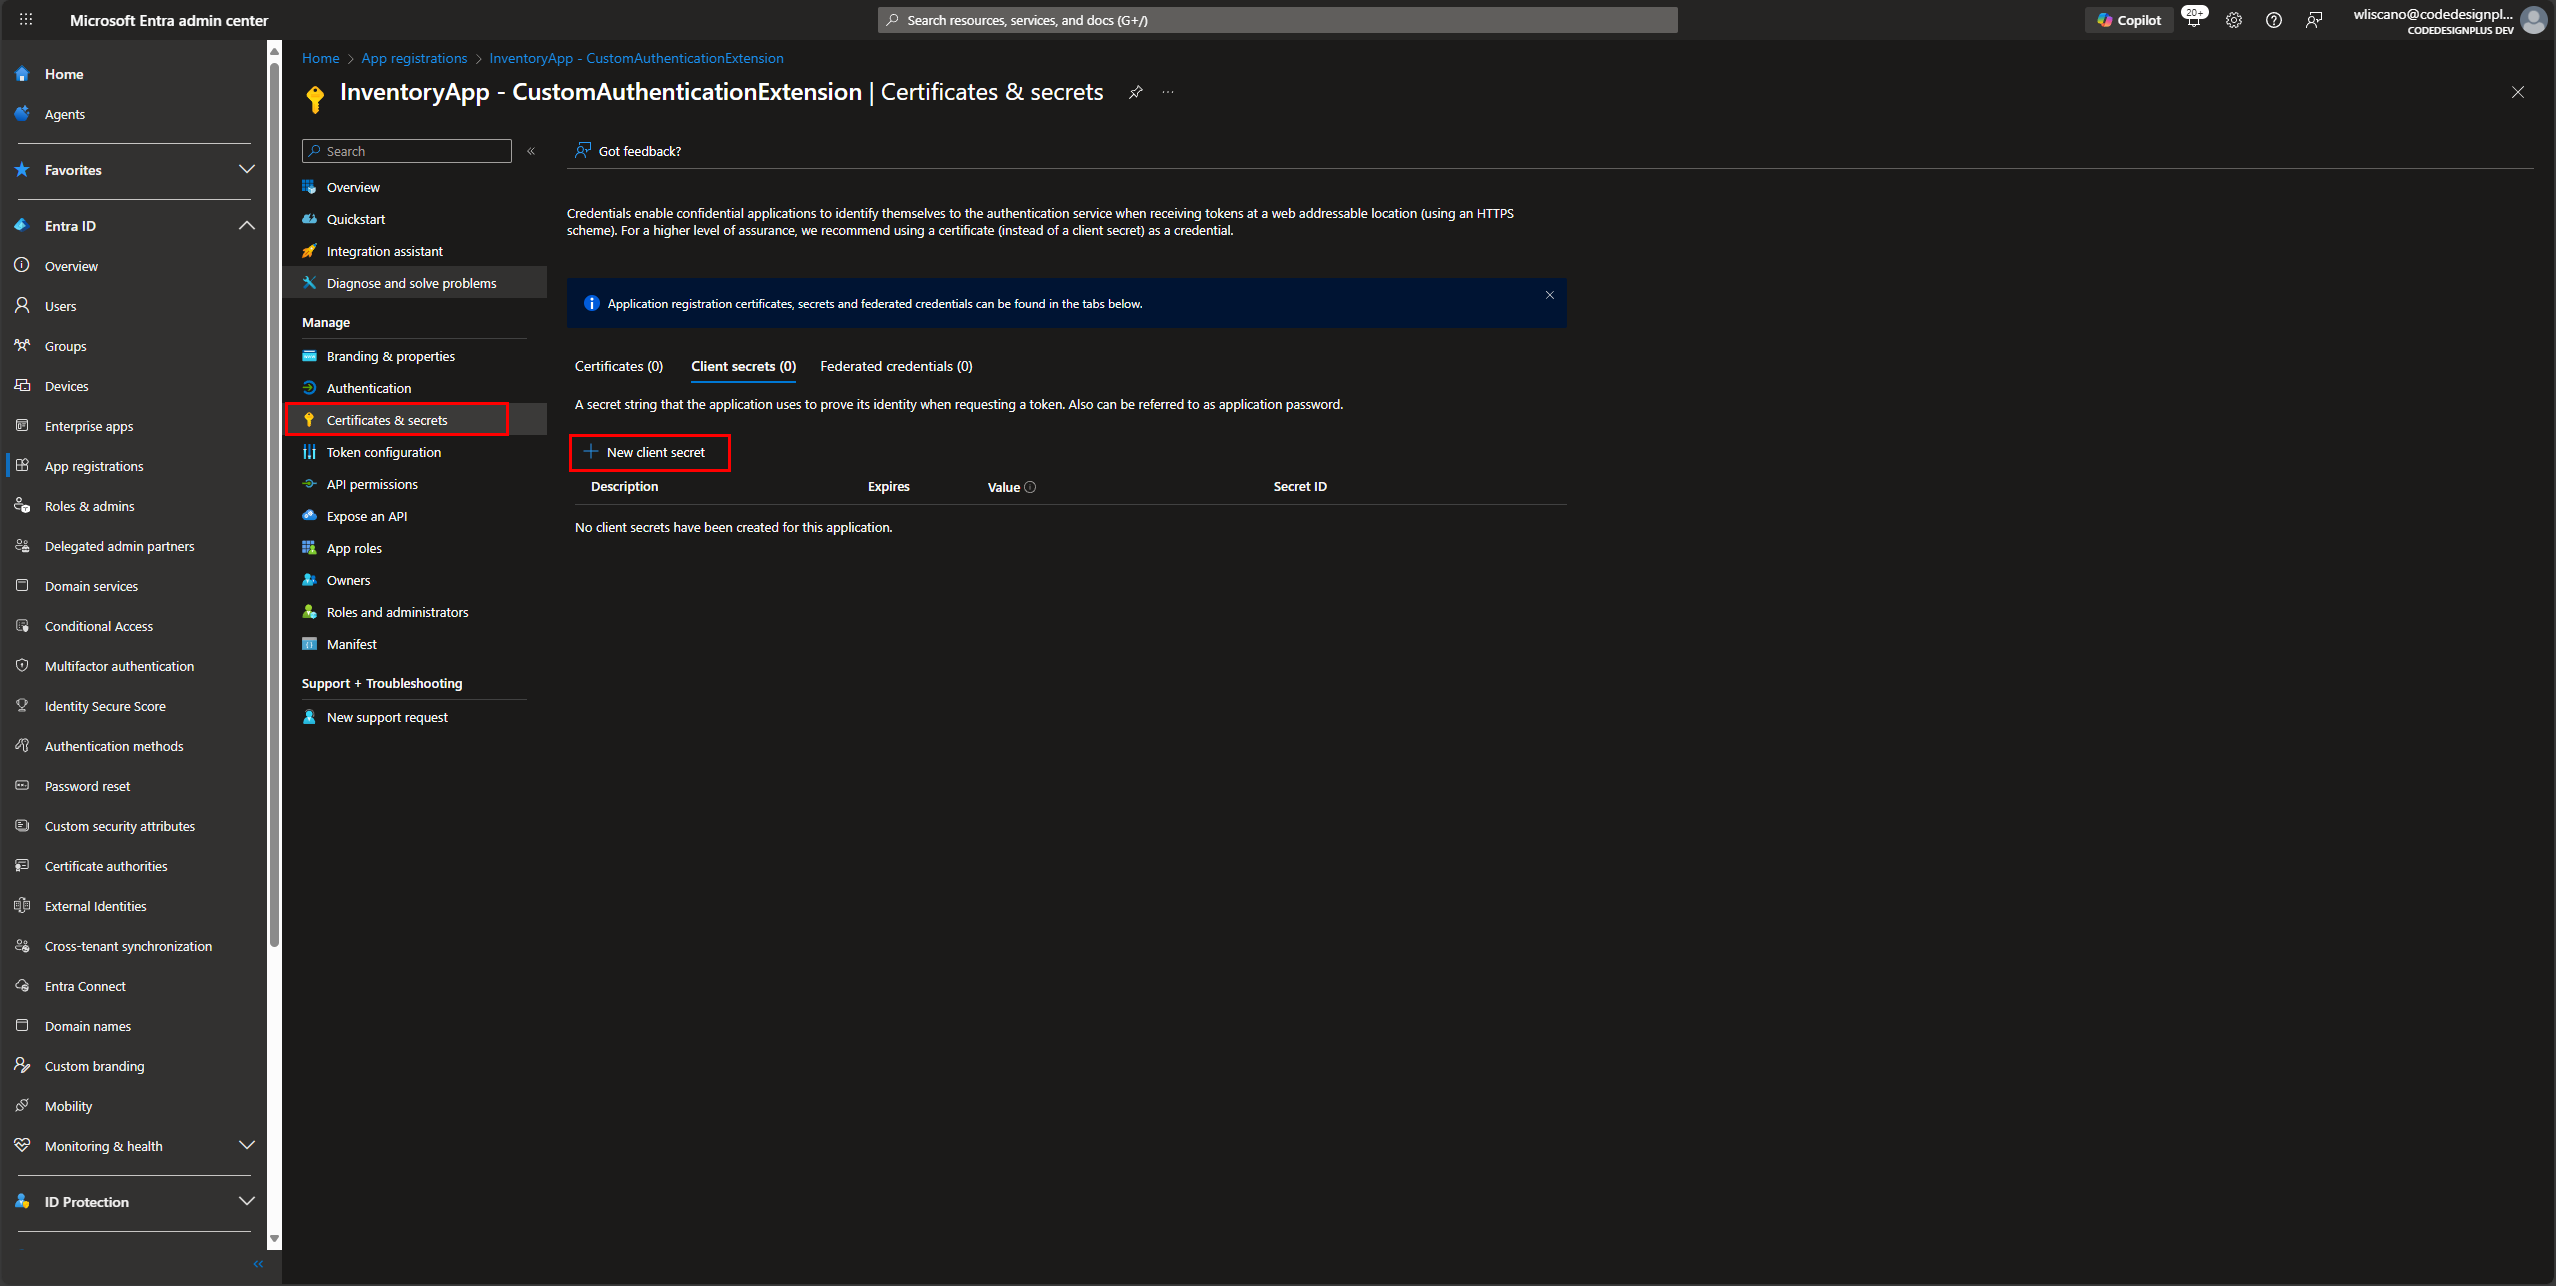 Microsoft Entra admin center
Search resources, services, and docs (G+/)
Copilot
20+
wliscano@codedesignpl...
CODEDESIGNPLUS DEV
Home
Agents
Favorites
Entra ID
Overview
Users
Groups
Devices
Enterprise apps
App registrations
Roles & admins
Delegated admin partners
Domain services
Conditional Access
Multifactor authentication
Identity Secure Score
Authentication methods
Password reset
Custom security attributes
Certificate authorities
External Identities
Cross-tenant synchronization
Entra Connect
Domain names
Custom branding
Mobility
Monitoring & health
ID Protection
Home > App registrations > InventoryApp - CustomAuthenticationExtension
InventoryApp - CustomAuthenticationExtension | Certificates & secrets
Search
Overview
Quickstart
Integration assistant
Diagnose and solve problems
Manage
Branding & properties
Authentication
Certificates & secrets
Token configuration
API permissions
Expose an API
App roles
Owners
Roles and administrators
Manifest
Support + Troubleshooting
New support request
Got feedback?
Credentials enable confidential applications to identify themselves to the authentication service when receiving tokens at a web addressable location (using an HTTPS
scheme). For a higher level of assurance, we recommend using a certificate (instead of a client secret) as a credential.
Application registration certificates, secrets and federated credentials can be found in the tabs below.
Certificates (0) Client secrets (0) Federated credentials (0)
A secret string that the application uses to prove its identity when requesting a token. Also can be referred to as application password.
New client secret
Description Expires Value Secret ID
No client secrets have been created for this application.